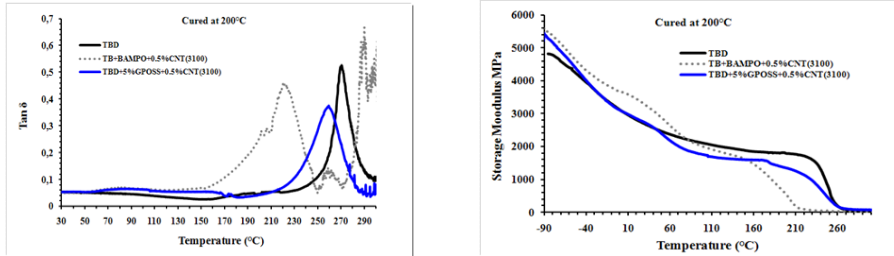 Cured at 200°C
0,7
0,6
0,5
0,4
0,3
0,2
0,1
0
Tan δ
TBD
TB+BAMPO+0.5%CNT(3100)
TBD+5%GPOSS+0.5%CNT(3100)
30 50 70 90 110 130 150 170 190 210 230 250 270 290
Temperature (°C)
Cured at 200°C
6000
5000
4000
3000
2000
1000
0
Storage Moodulus MPa
TBD
TB+BAMPO+0.5%CNT(3100)
TBD+5%GPOSS+0.5%CNT(3100)
-90 -40 10 60 110 160 210 260
Temperature (°C)